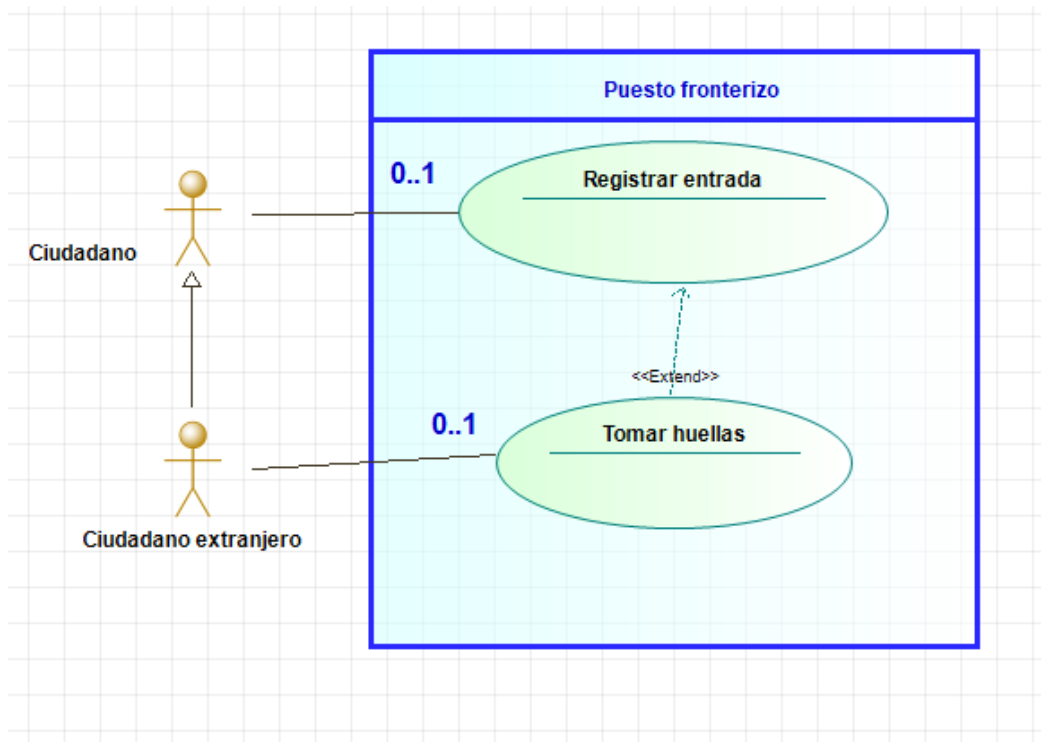 Puesto fronterizo
0..1
Registrar entrada
Ciudadano
<<Extend>>
0..1
Tomar huellas
Ciudadano extranjero